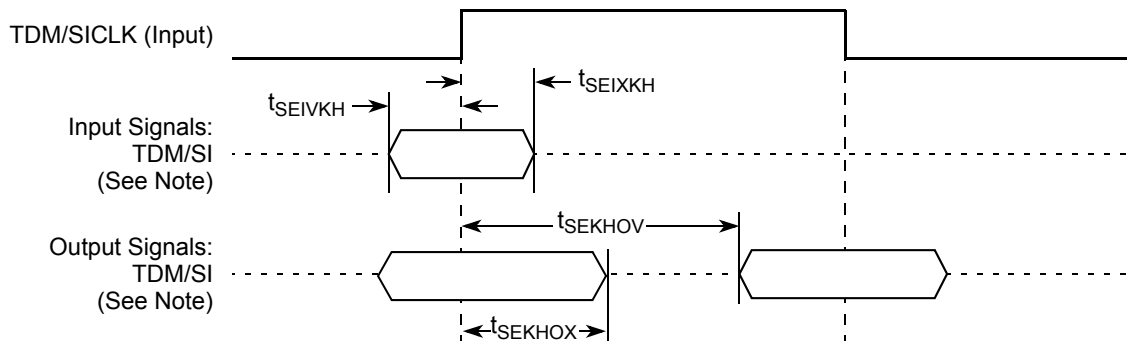 TDM/SICLK (Input)
tSEIXKH
tSEIVKH
Input Signals:
TDM/SI
(See Note)
tSEKHOV
Output Signals:
TDM/SI
(See Note)
tSEKHOX